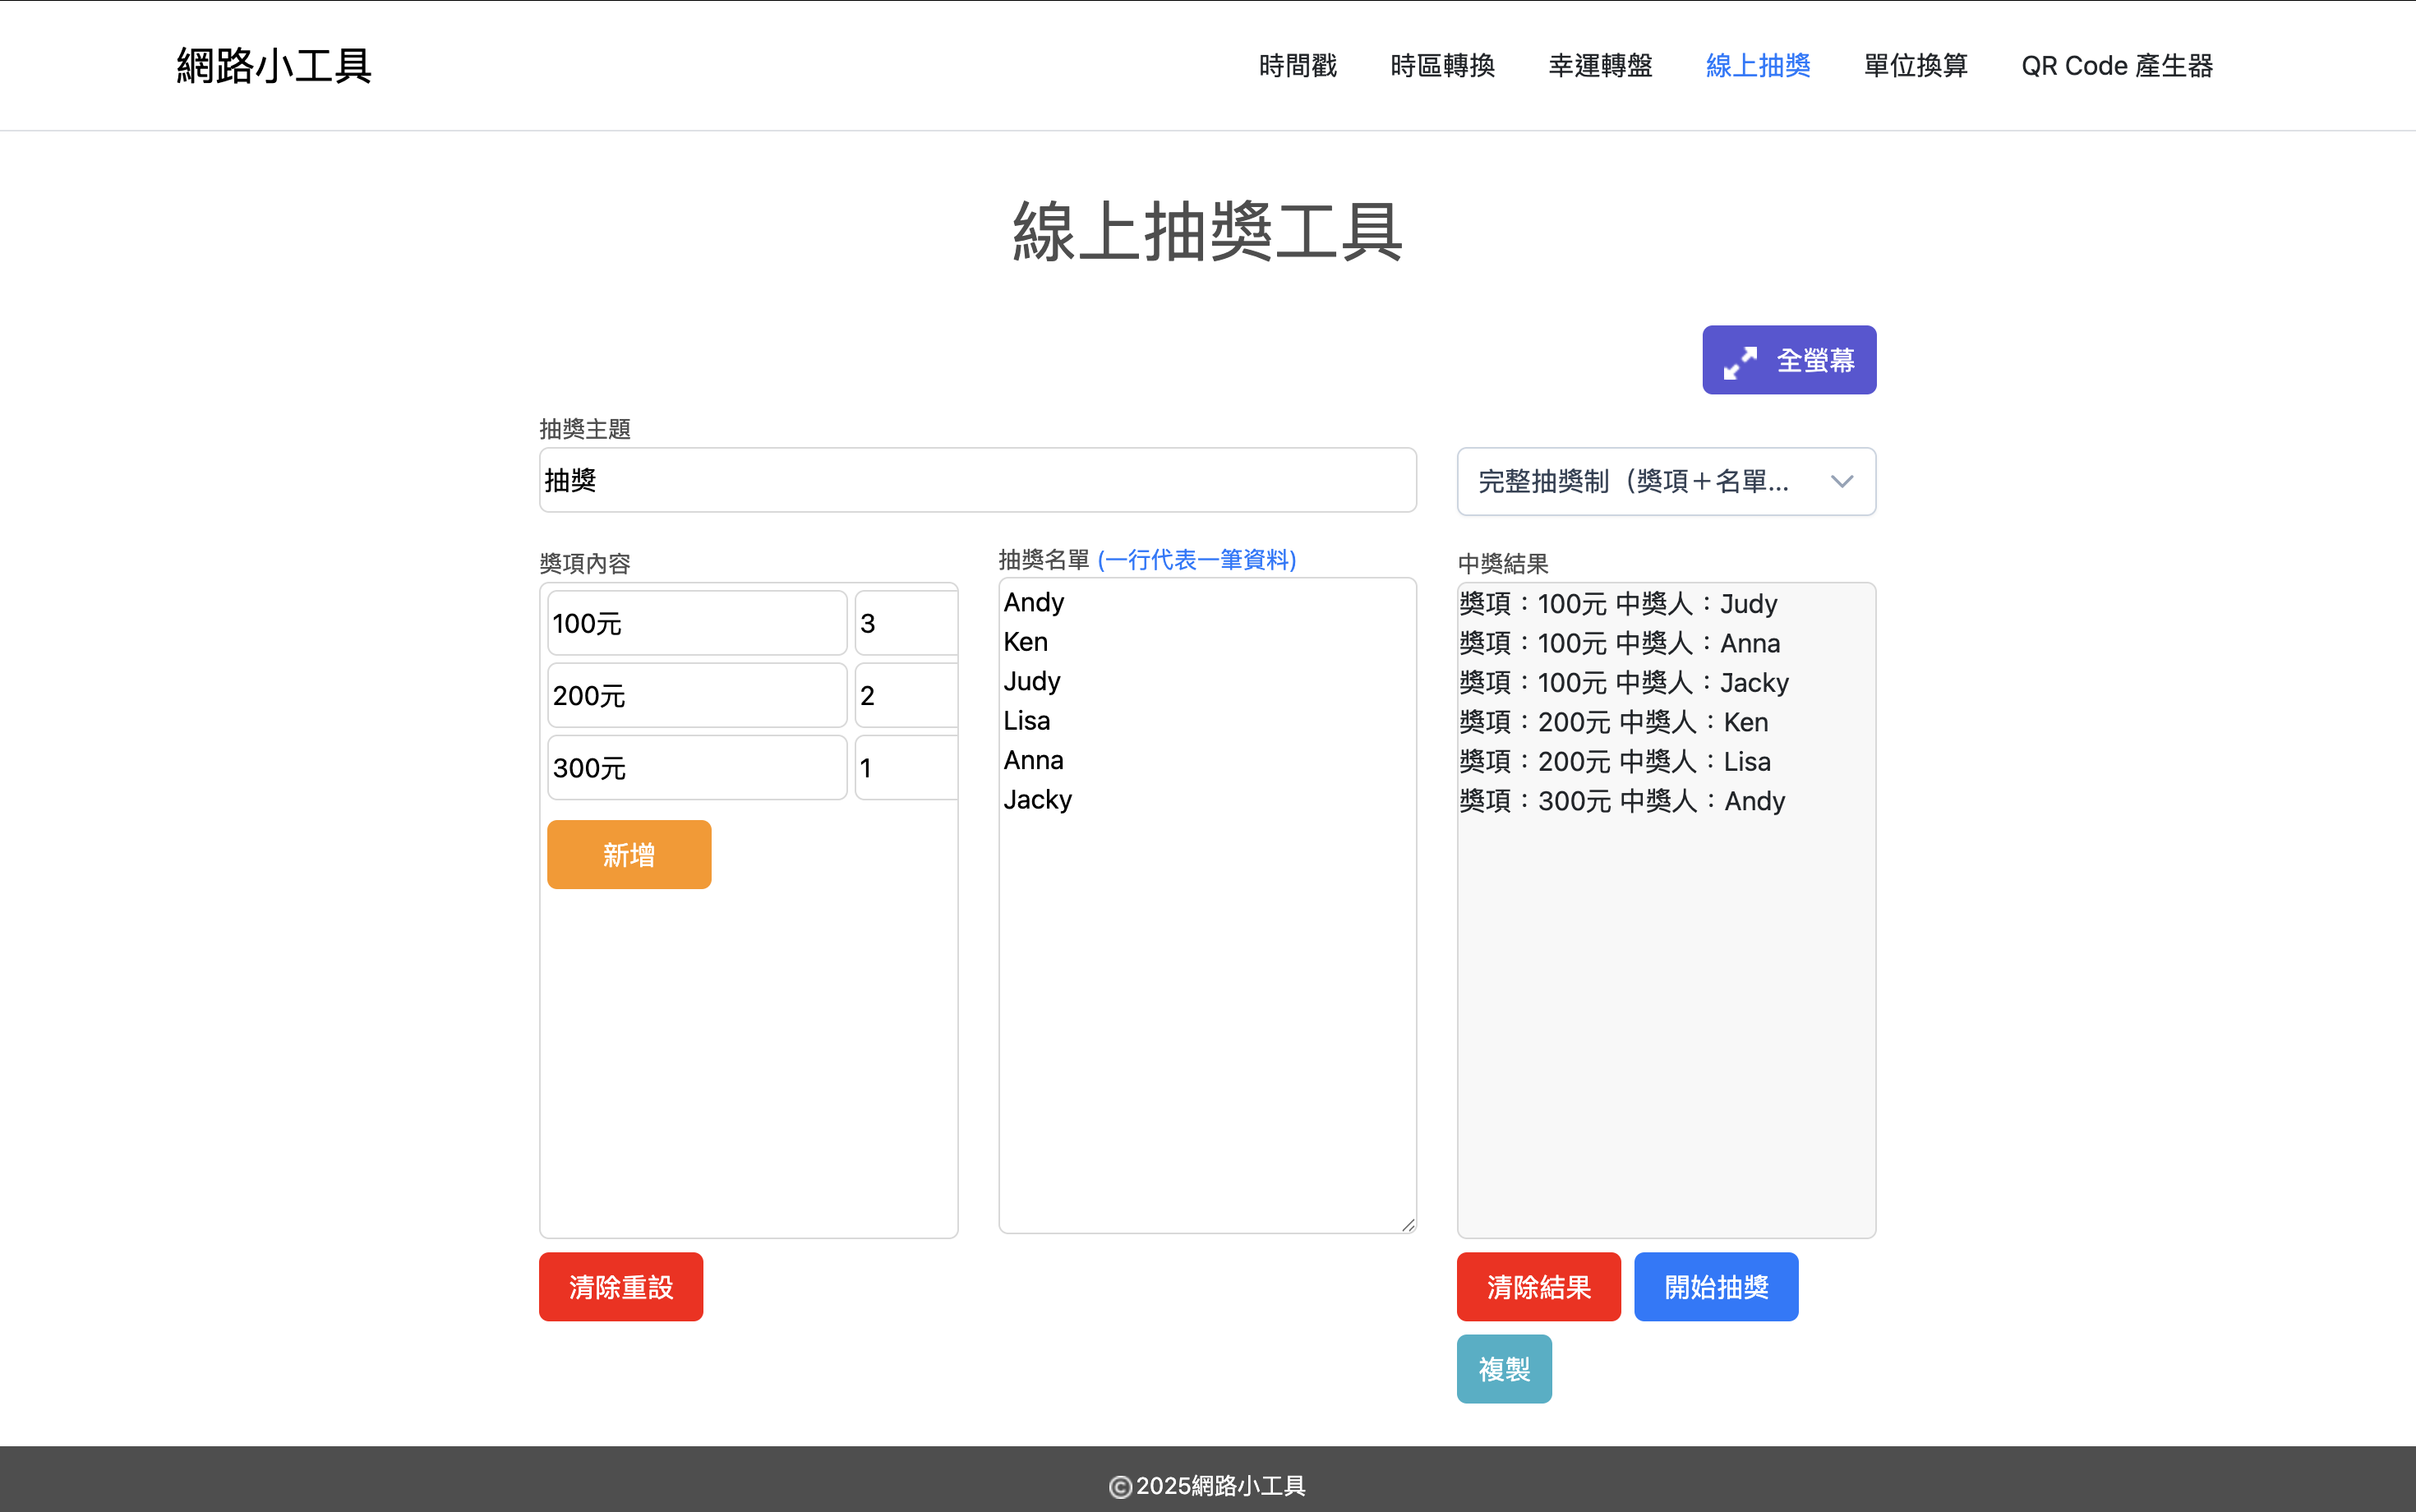 網路小工具
時間戳 時區轉換 幸運轉盤 線上抽獎 單位換算 QR Code 產生器
線上抽獎工具
全螢幕
抽獎主題
抽獎
完整抽獎制（獎項＋名單...
獎項內容
100元 3
200元 2
300元 1
新增
清除重設
抽獎名單 (一行代表一筆資料)
Andy
Ken
Judy
Lisa
Anna
Jacky
中獎結果
獎項：100元 中獎人：Judy
獎項：100元 中獎人：Anna
獎項：100元 中獎人：Jacky
獎項：200元 中獎人：Ken
獎項：200元 中獎人：Lisa
獎項：300元 中獎人：Andy
清除結果 開始抽獎
複製
©2025網路小工具